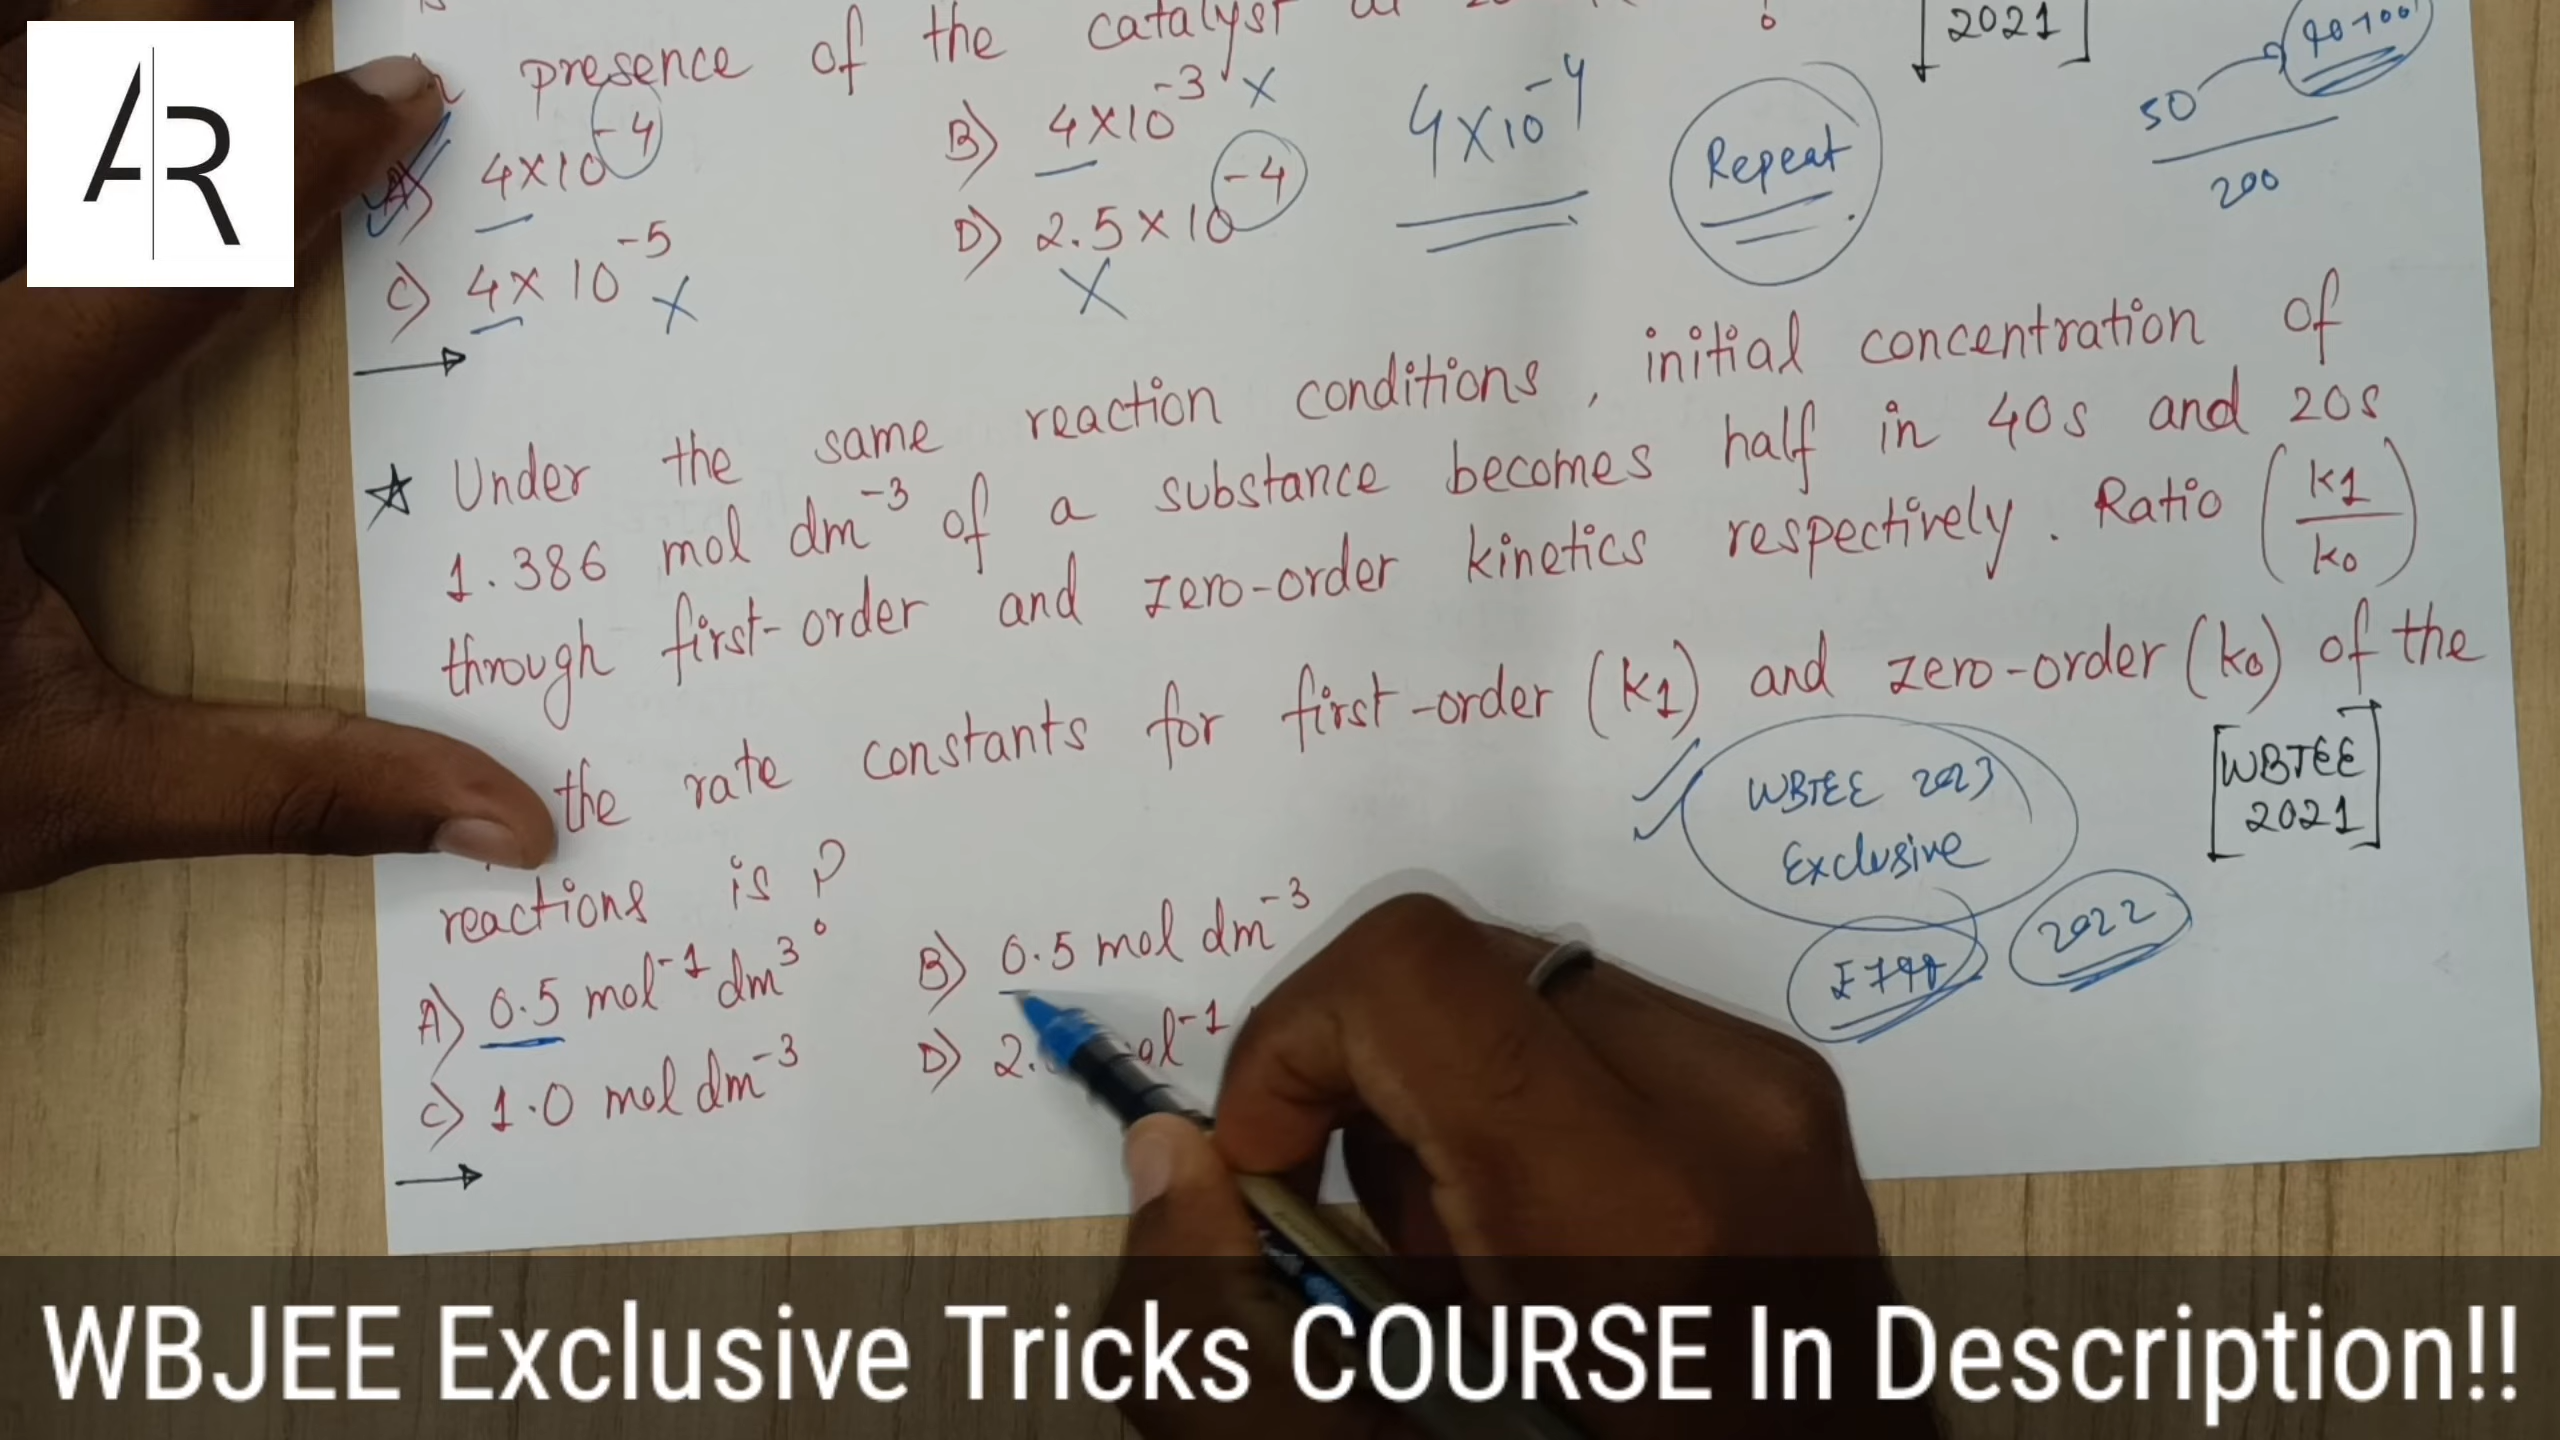 AR
presence of the catalyst
[2021]
A) 4×10-4
B) 4×10-3 ×
4×10-4
Repeat
50
200
C) 4×10-5 ×
D) 2.5×10-4
×
☆ Under the same reaction conditions, initial concentration of
1.386 mol dm-3 of a substance becomes half in 40s and 20s
through first-order and zero-order kinetics respectively. Ratio (k1/k0)
the rate constants for first-order (k1) and zero-order (k0) of the
reactions is ?
WBJEE 2023
Exclusive
[WBJEE
2021]
2022
A) 0.5 mol-1 dm3
B) 0.5 mol dm-3
C) 1.0 mol dm-3
D) 2.
WBJEE Exclusive Tricks COURSE In Description!!